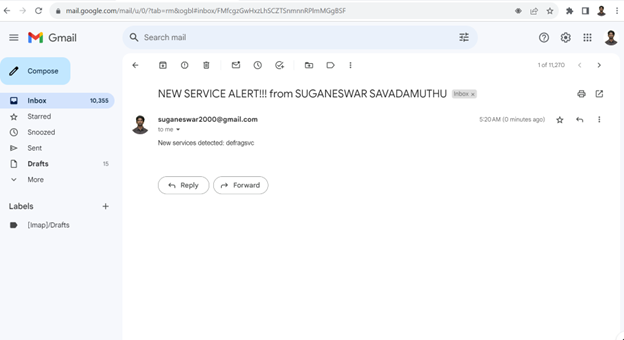 mail.google.com/mail/u/0/?tab=rm&ogbl#inbox/FMfcgzGwHxzLhSCZTSnmnnRPlmMGg8SF
Gmail
Search mail
Compose
1 of 11,270
NEW SERVICE ALERT!!! from SUGANESWAR SAVADAMUTHU Inbox x
Inbox 10,355
Starred
suganeswar2000@gmail.com 5:20 AM (0 minutes ago)
to me
Snoozed
Sent
New services detected: defragsvc
Drafts 15
More
Reply Forward
Labels +
[Imap]/Drafts